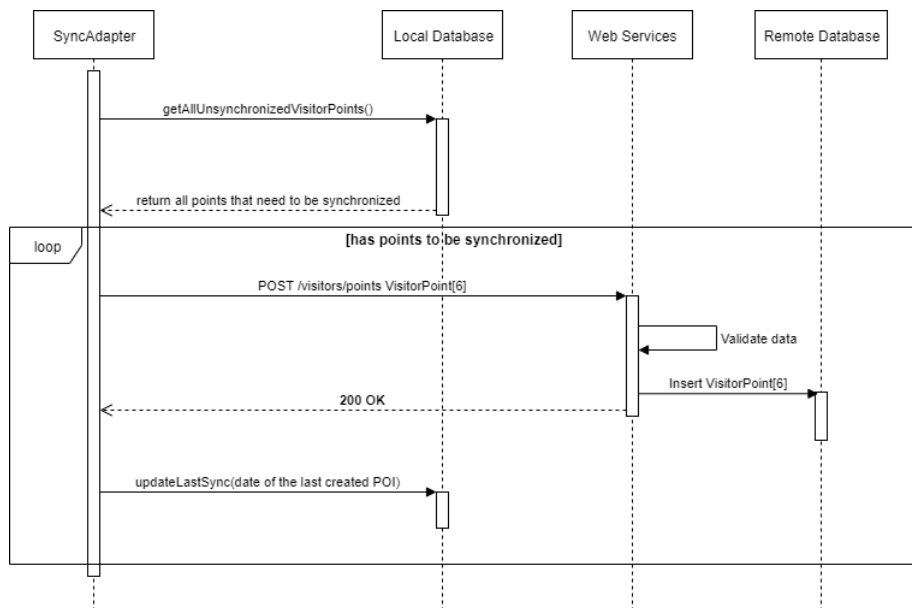 SyncAdapter
Local Database
Web Services
Remote Database
getAllUnsynchronizedVisitorPoints()
return all points that need to be synchronized
loop
[has points to be synchronized]
POST /visitors/points VisitorPoint[6]
Validate data
Insert VisitorPoint[6]
200 OK
updateLastSync(date of the last created POI)